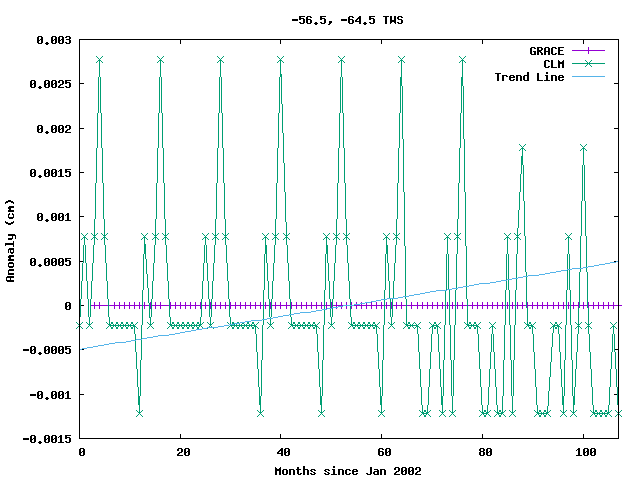 -56.5, -64.5 TWS
GRACE
CLM
Trend Line
0.003
0.0025
0.002
0.0015
0.001
0.0005
0
-0.0005
-0.001
-0.0015
Anomaly (cm)
0 20 40 60 80 100
Months since Jan 2002